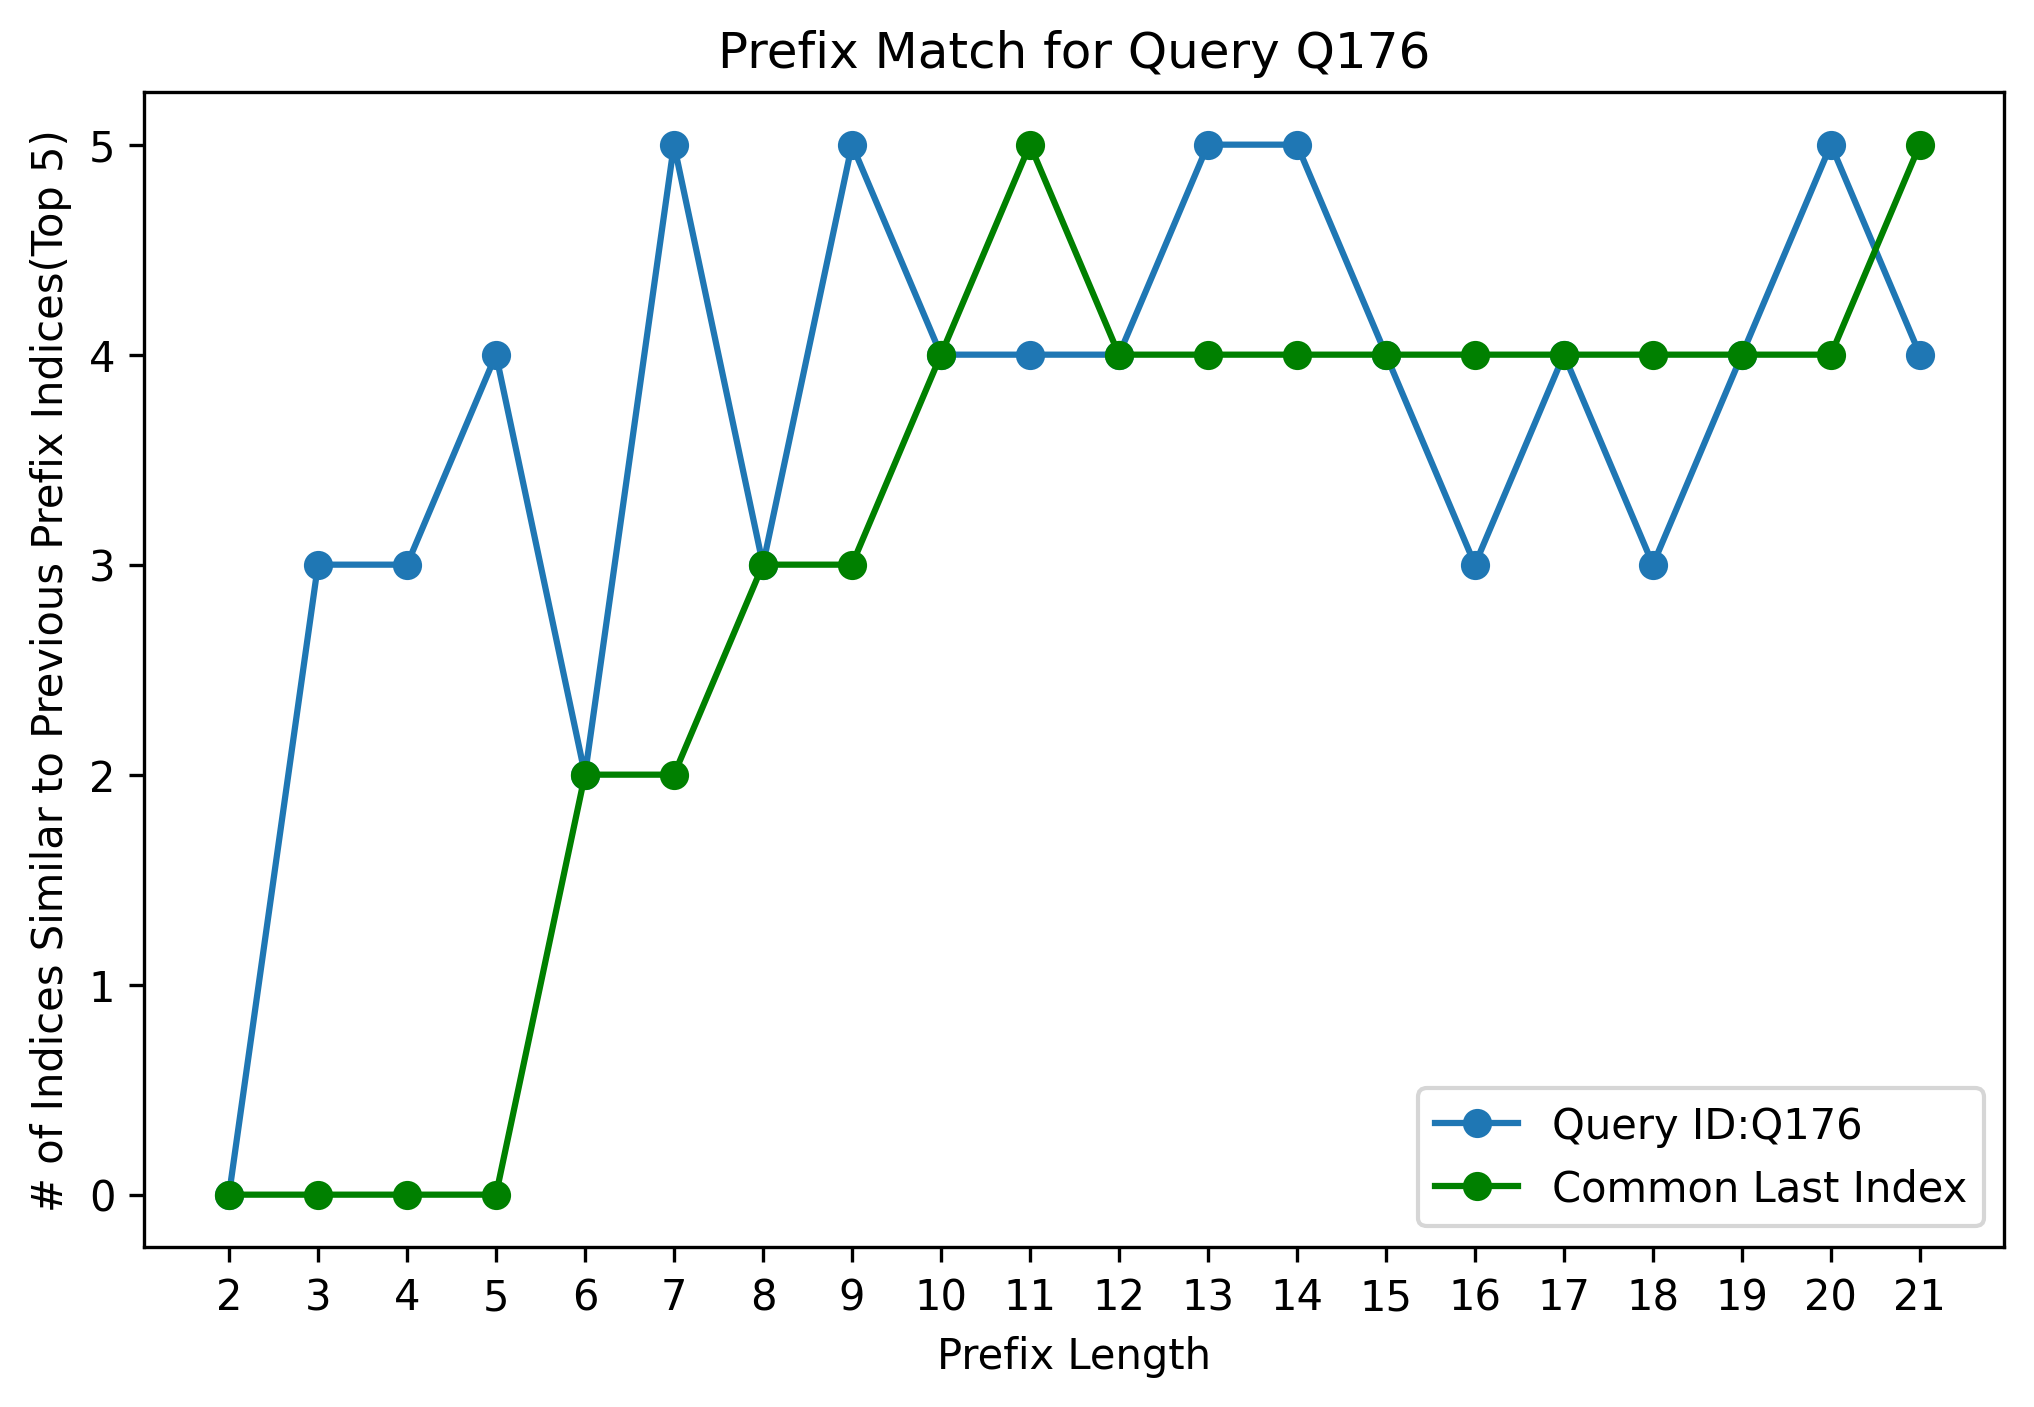 Prefix Match for Query Q176
# of Indices Similar to Previous Prefix Indices(Top 5)
5
4
3
2
1
0
2 3 4 5 6 7 8 9 10 11 12 13 14 15 16 17 18 19 20 21
Prefix Length
Query ID:Q176
Common Last Index